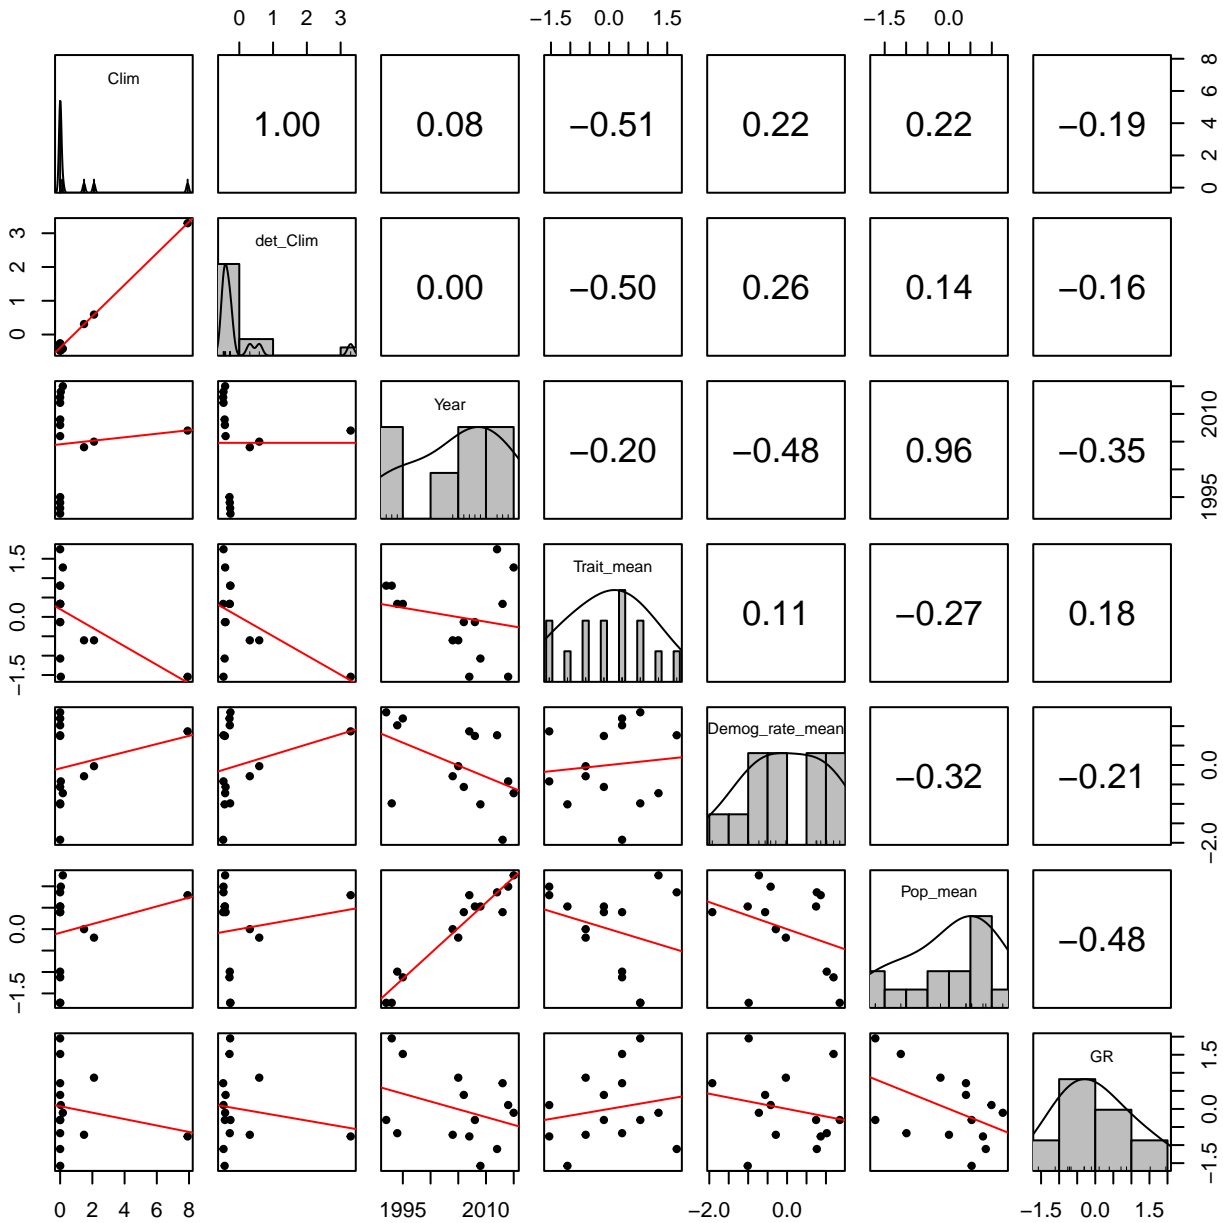 0 1 2 3 −1.5 0.0 1.5 −1.5 0.0
Clim 1.00 0.08 −0.51 0.22 0.22 −0.19 0 2 4 6 8
0 1 2 3 det_Clim 0.00 −0.50 0.26 0.14 −0.16
Year −0.20 −0.48 0.96 −0.35 1995 2010
−1.5 0.0 1.5 Trait_mean 0.11 −0.27 0.18
Demog_rate_mean −0.32 −0.21 −2.0 0.0
−1.5 0.0 Pop_mean −0.48
GR −1.5 0.0 1.5
0 2 4 6 8 1995 2010 −2.0 0.0 −1.5 0.0 1.5